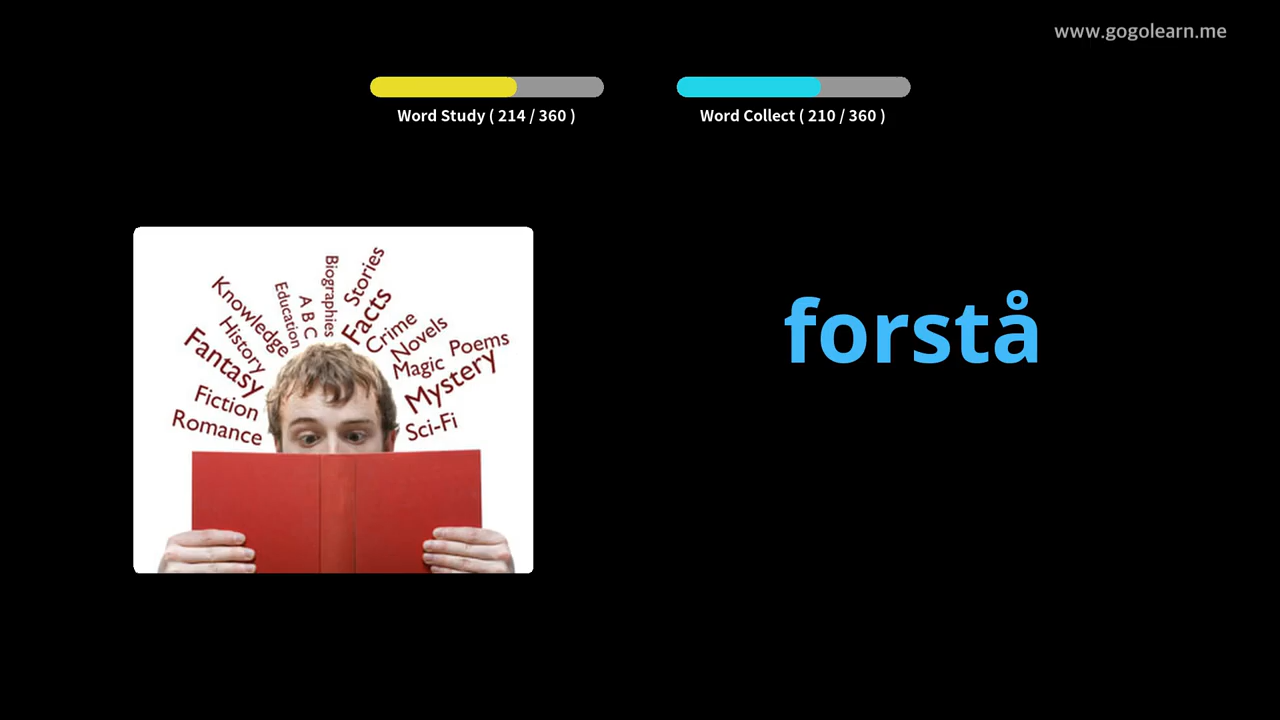 www.gogolearn.me
Word Study ( 214 / 360 )
Word Collect ( 210 / 360 )
forstå
Romance
Fiction
Fantasy
History
Knowledge
Education
A B C
Biographies
Stories
Facts
Crime
Novels
Magic
Poems
Mystery
Sci-Fi